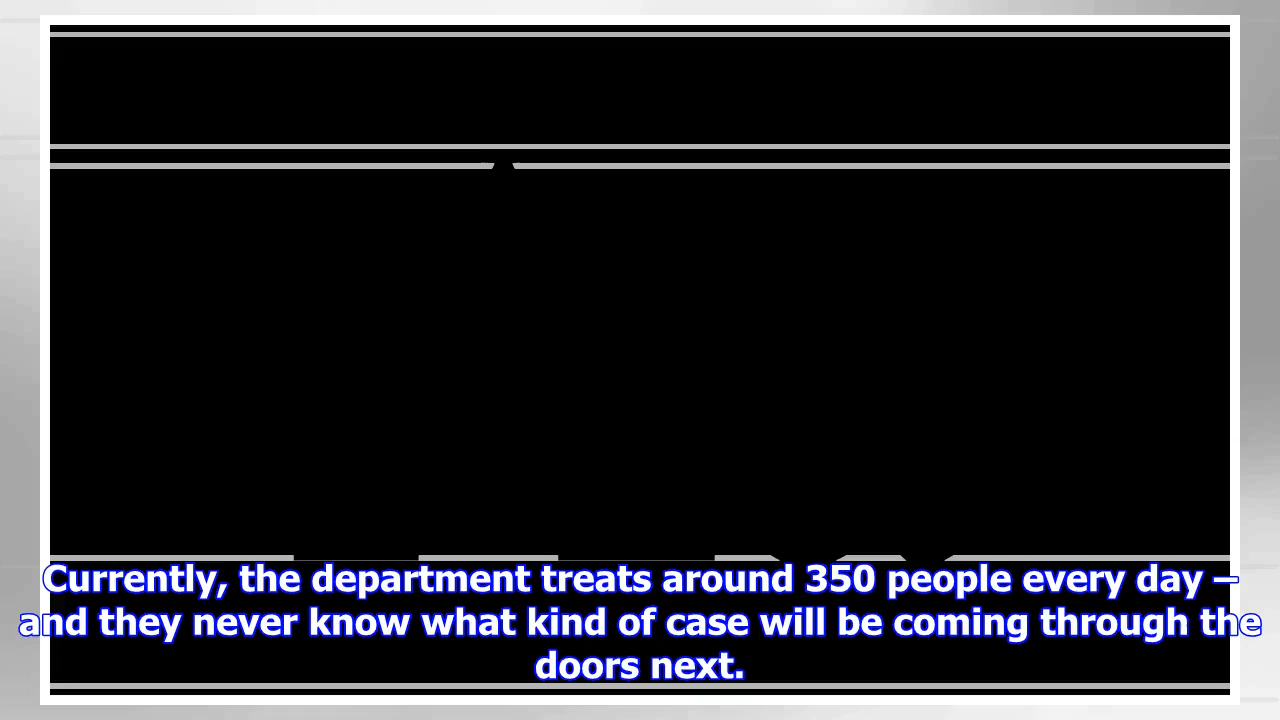 Currently, the department treats around 350 people every day –
and they never know what kind of case will be coming through the
doors next.